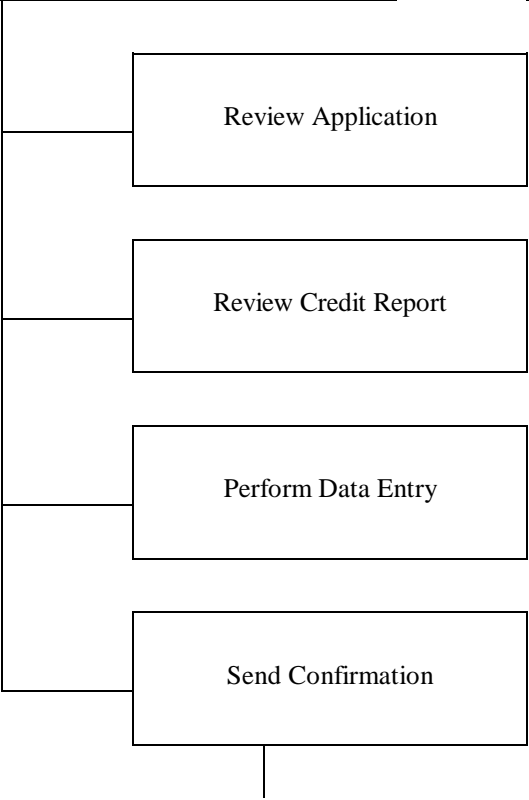 Review Application
Review Credit Report
Perform Data Entry
Send Confirmation